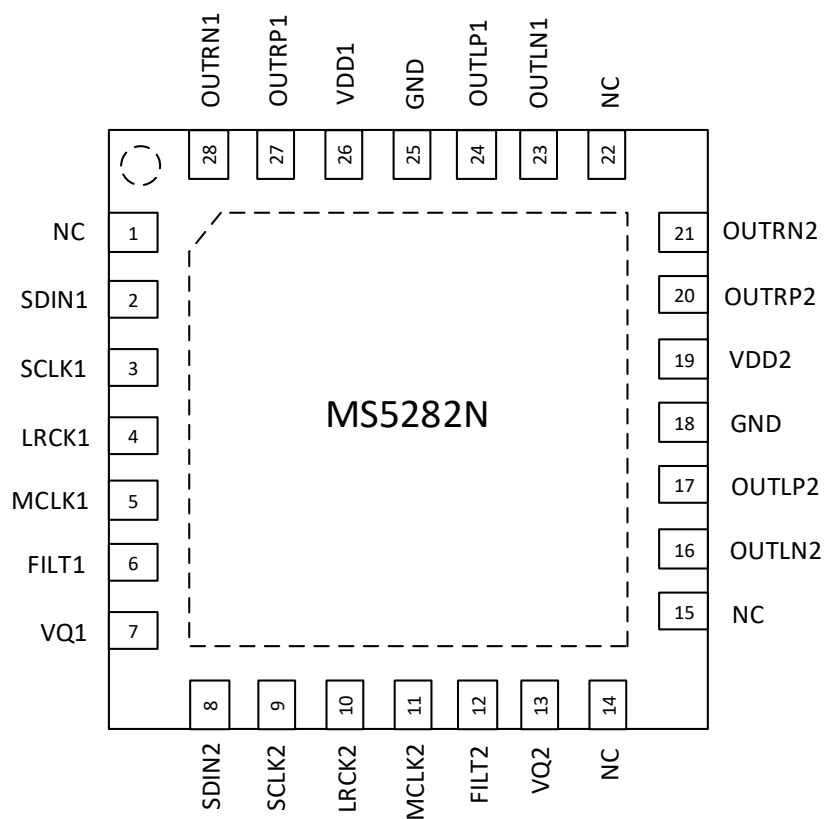 OUTRN1
OUTRP1
VDD1
GND
OUTLP1
OUTLN1
NC
28
27
26
25
24
23
22
NC 1
SDIN1 2
SCLK1 3
LRCK1 4
MCLK1 5
FILT1 6
VQ1 7
MS5282N
21 OUTRN2
20 OUTRP2
19 VDD2
18 GND
17 OUTLP2
16 OUTLN2
15 NC
8
9
10
11
12
13
14
SDIN2
SCLK2
LRCK2
MCLK2
FILT2
VQ2
NC